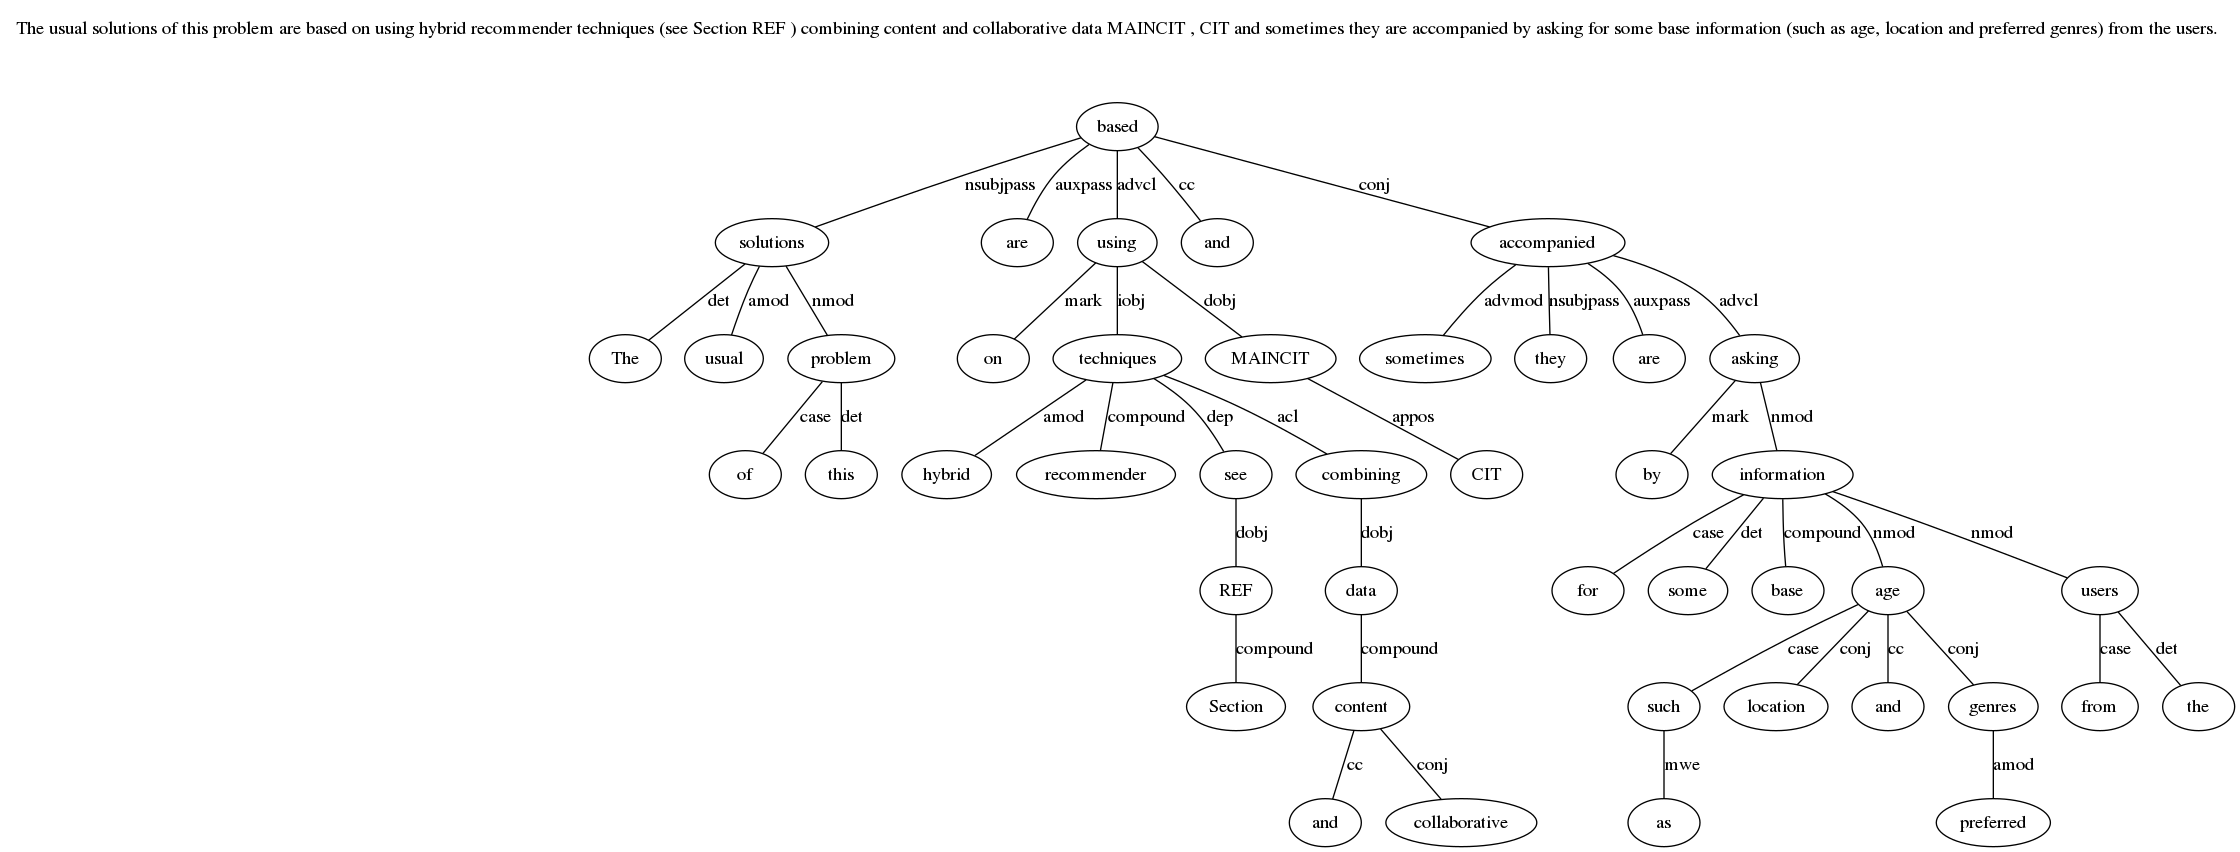 The usual solutions of this problem are based on using hybrid recommender techniques (see Section REF ) combining content and collaborative data MAINCIT , CIT and sometimes they are accompanied by asking for some base information (such as age, location and preferred genres) from the users.
based
nsubjpass auxpass advcl cc conj
solutions are using and accompanied
det amod nmod mark iobj dobj advmod nsubjpass auxpass advcl
The usual problem on techniques MAINCIT sometimes they are asking
case det amod compound dep acl appos mark nmod
of this hybrid recommender see combining CIT by information
dobj dobj case det compound nmod nmod
REF data for some base age users
compound compound case conj cc conj case det
Section content such location and genres from the
cc conj mwe amod
and collaborative as preferred